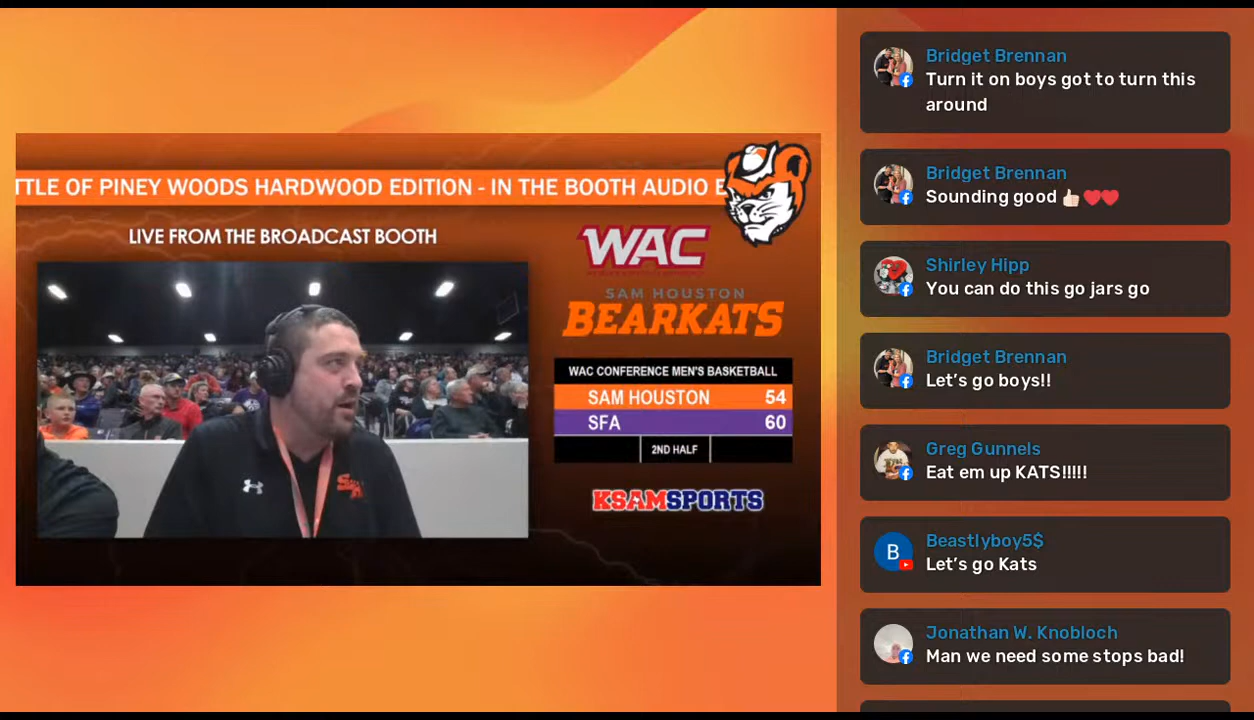 TTLE OF PINEY WOODS HARDWOOD EDITION - IN THE BOOTH AUDIO
LIVE FROM THE BROADCAST BOOTH
WAC
SAM HOUSTON
BEARKATS
WAC CONFERENCE MEN'S BASKETBALL
SAM HOUSTON 54
SFA 60
2ND HALF
KSAMSPORTS
Bridget Brennan
Turn it on boys got to turn this
around
Bridget Brennan
Sounding good 👍🏻❤️❤️
Shirley Hipp
You can do this go jars go
Bridget Brennan
Let's go boys!!
Greg Gunnels
Eat em up KATS!!!!!
B
Beastlyboy5$
Let's go Kats
Jonathan W. Knobloch
Man we need some stops bad!